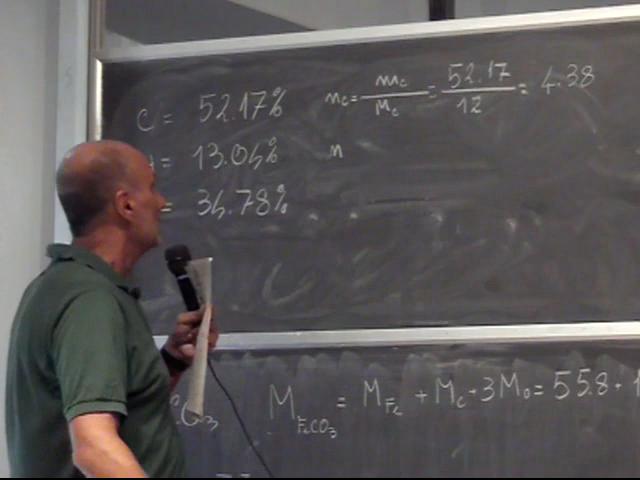 C = 52.17% n_C = m_C / M_C = 52.17 / 12 = 4.38
= 13.04% n
= 34.78%
M_FeCO3 = M_Fe + M_C + 3M_O = 55.8 +